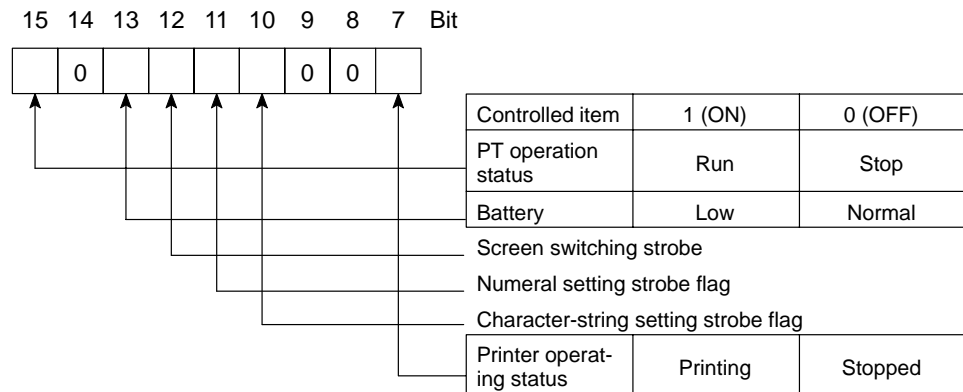 15 14 13 12 11 10 9 8 7 Bit
0 0 0
Controlled item 1 (ON) 0 (OFF)
PT operation
status Run Stop
Battery Low Normal
Screen switching strobe
Numeral setting strobe flag
Character-string setting strobe flag
Printer operat-
ing status Printing Stopped